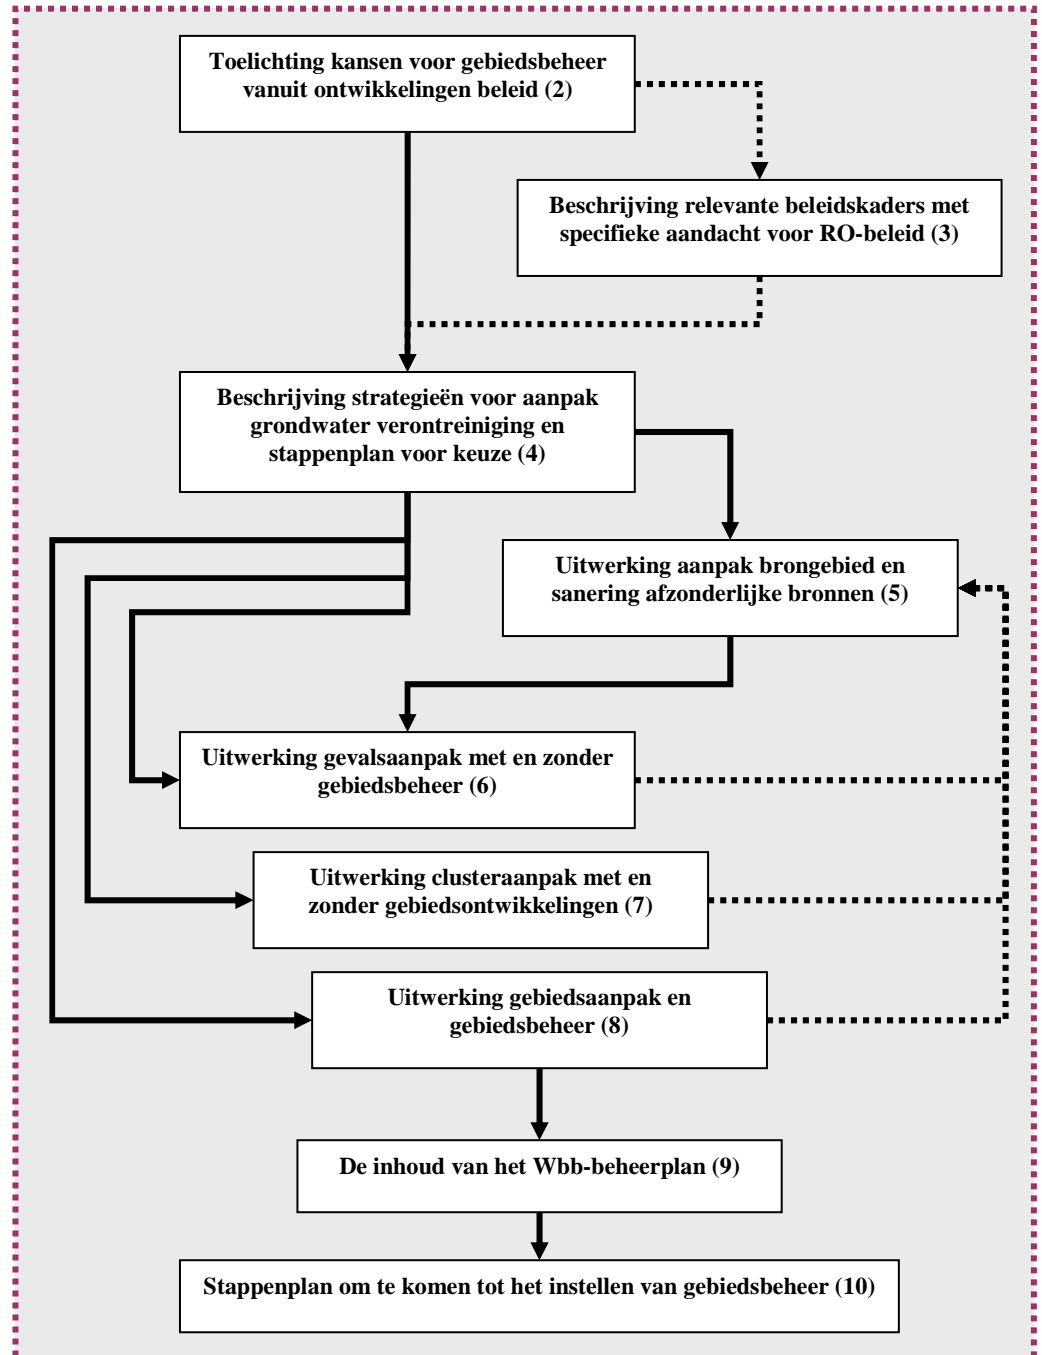 Toelichting kansen voor gebiedsbeheer
vanuit ontwikkelingen beleid (2)
Beschrijving relevante beleidskaders met
specifieke aandacht voor RO-beleid (3)
Beschrijving strategieën voor aanpak
grondwater verontreiniging en
stappenplan voor keuze (4)
Uitwerking aanpak brongebied en
sanering afzonderlijke bronnen (5)
Uitwerking gevalsaanpak met en zonder
gebiedsbeheer (6)
Uitwerking clusteraanpak met en
zonder gebiedsontwikkelingen (7)
Uitwerking gebiedsaanpak en
gebiedsbeheer (8)
De inhoud van het Wbb-beheerplan (9)
Stappenplan om te komen tot het instellen van gebiedsbeheer (10)